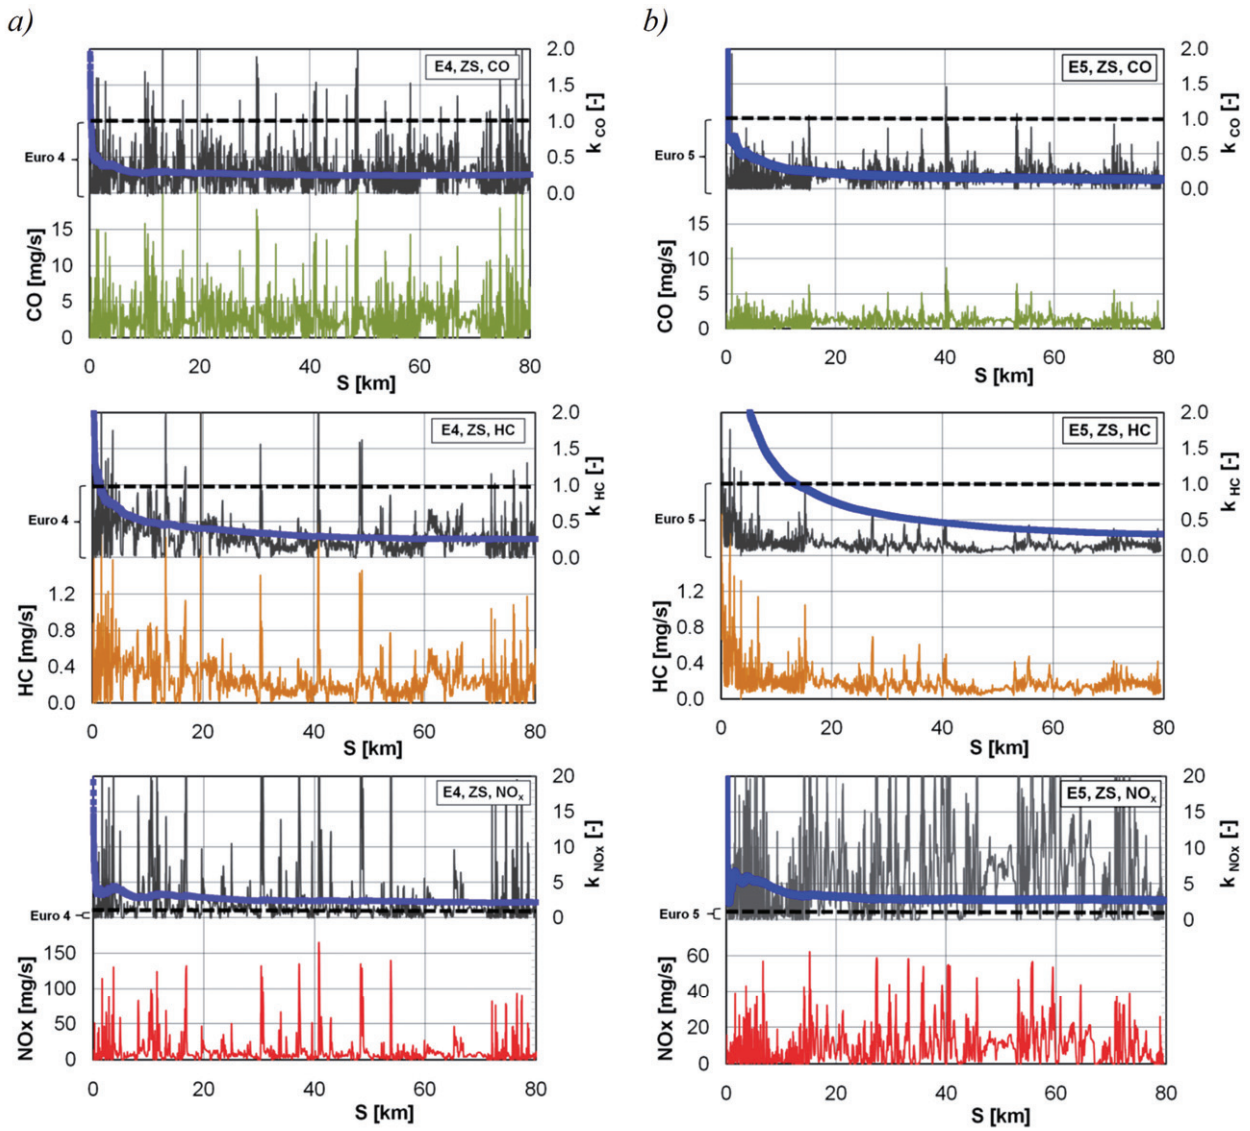 a)
E4, ZS, CO
2.0
1.5
1.0
0.5
0.0
k CO [-]
Euro 4
CO [mg/s]
15
10
5
0
0 20 40 60 80
S [km]
b)
E5, ZS, CO
2.0
1.5
1.0
0.5
0.0
k CO [-]
Euro 5
CO [mg/s]
15
10
5
0
0 20 40 60 80
S [km]
E4, ZS, HC
2.0
1.5
1.0
0.5
0.0
k HC [-]
Euro 4
HC [mg/s]
1.2
0.8
0.4
0.0
0 20 40 60 80
S [km]
E5, ZS, HC
2.0
1.5
1.0
0.5
0.0
k HC [-]
Euro 5
HC [mg/s]
1.2
0.8
0.4
0.0
0 20 40 60 80
S [km]
E4, ZS, NOx
20
15
10
5
0
k NOx [-]
Euro 4
NOx [mg/s]
150
100
50
0
0 20 40 60 80
S [km]
E5, ZS, NOx
20
15
10
5
0
k NOx [-]
Euro 5
NOx [mg/s]
60
40
20
0
0 20 40 60 80
S [km]